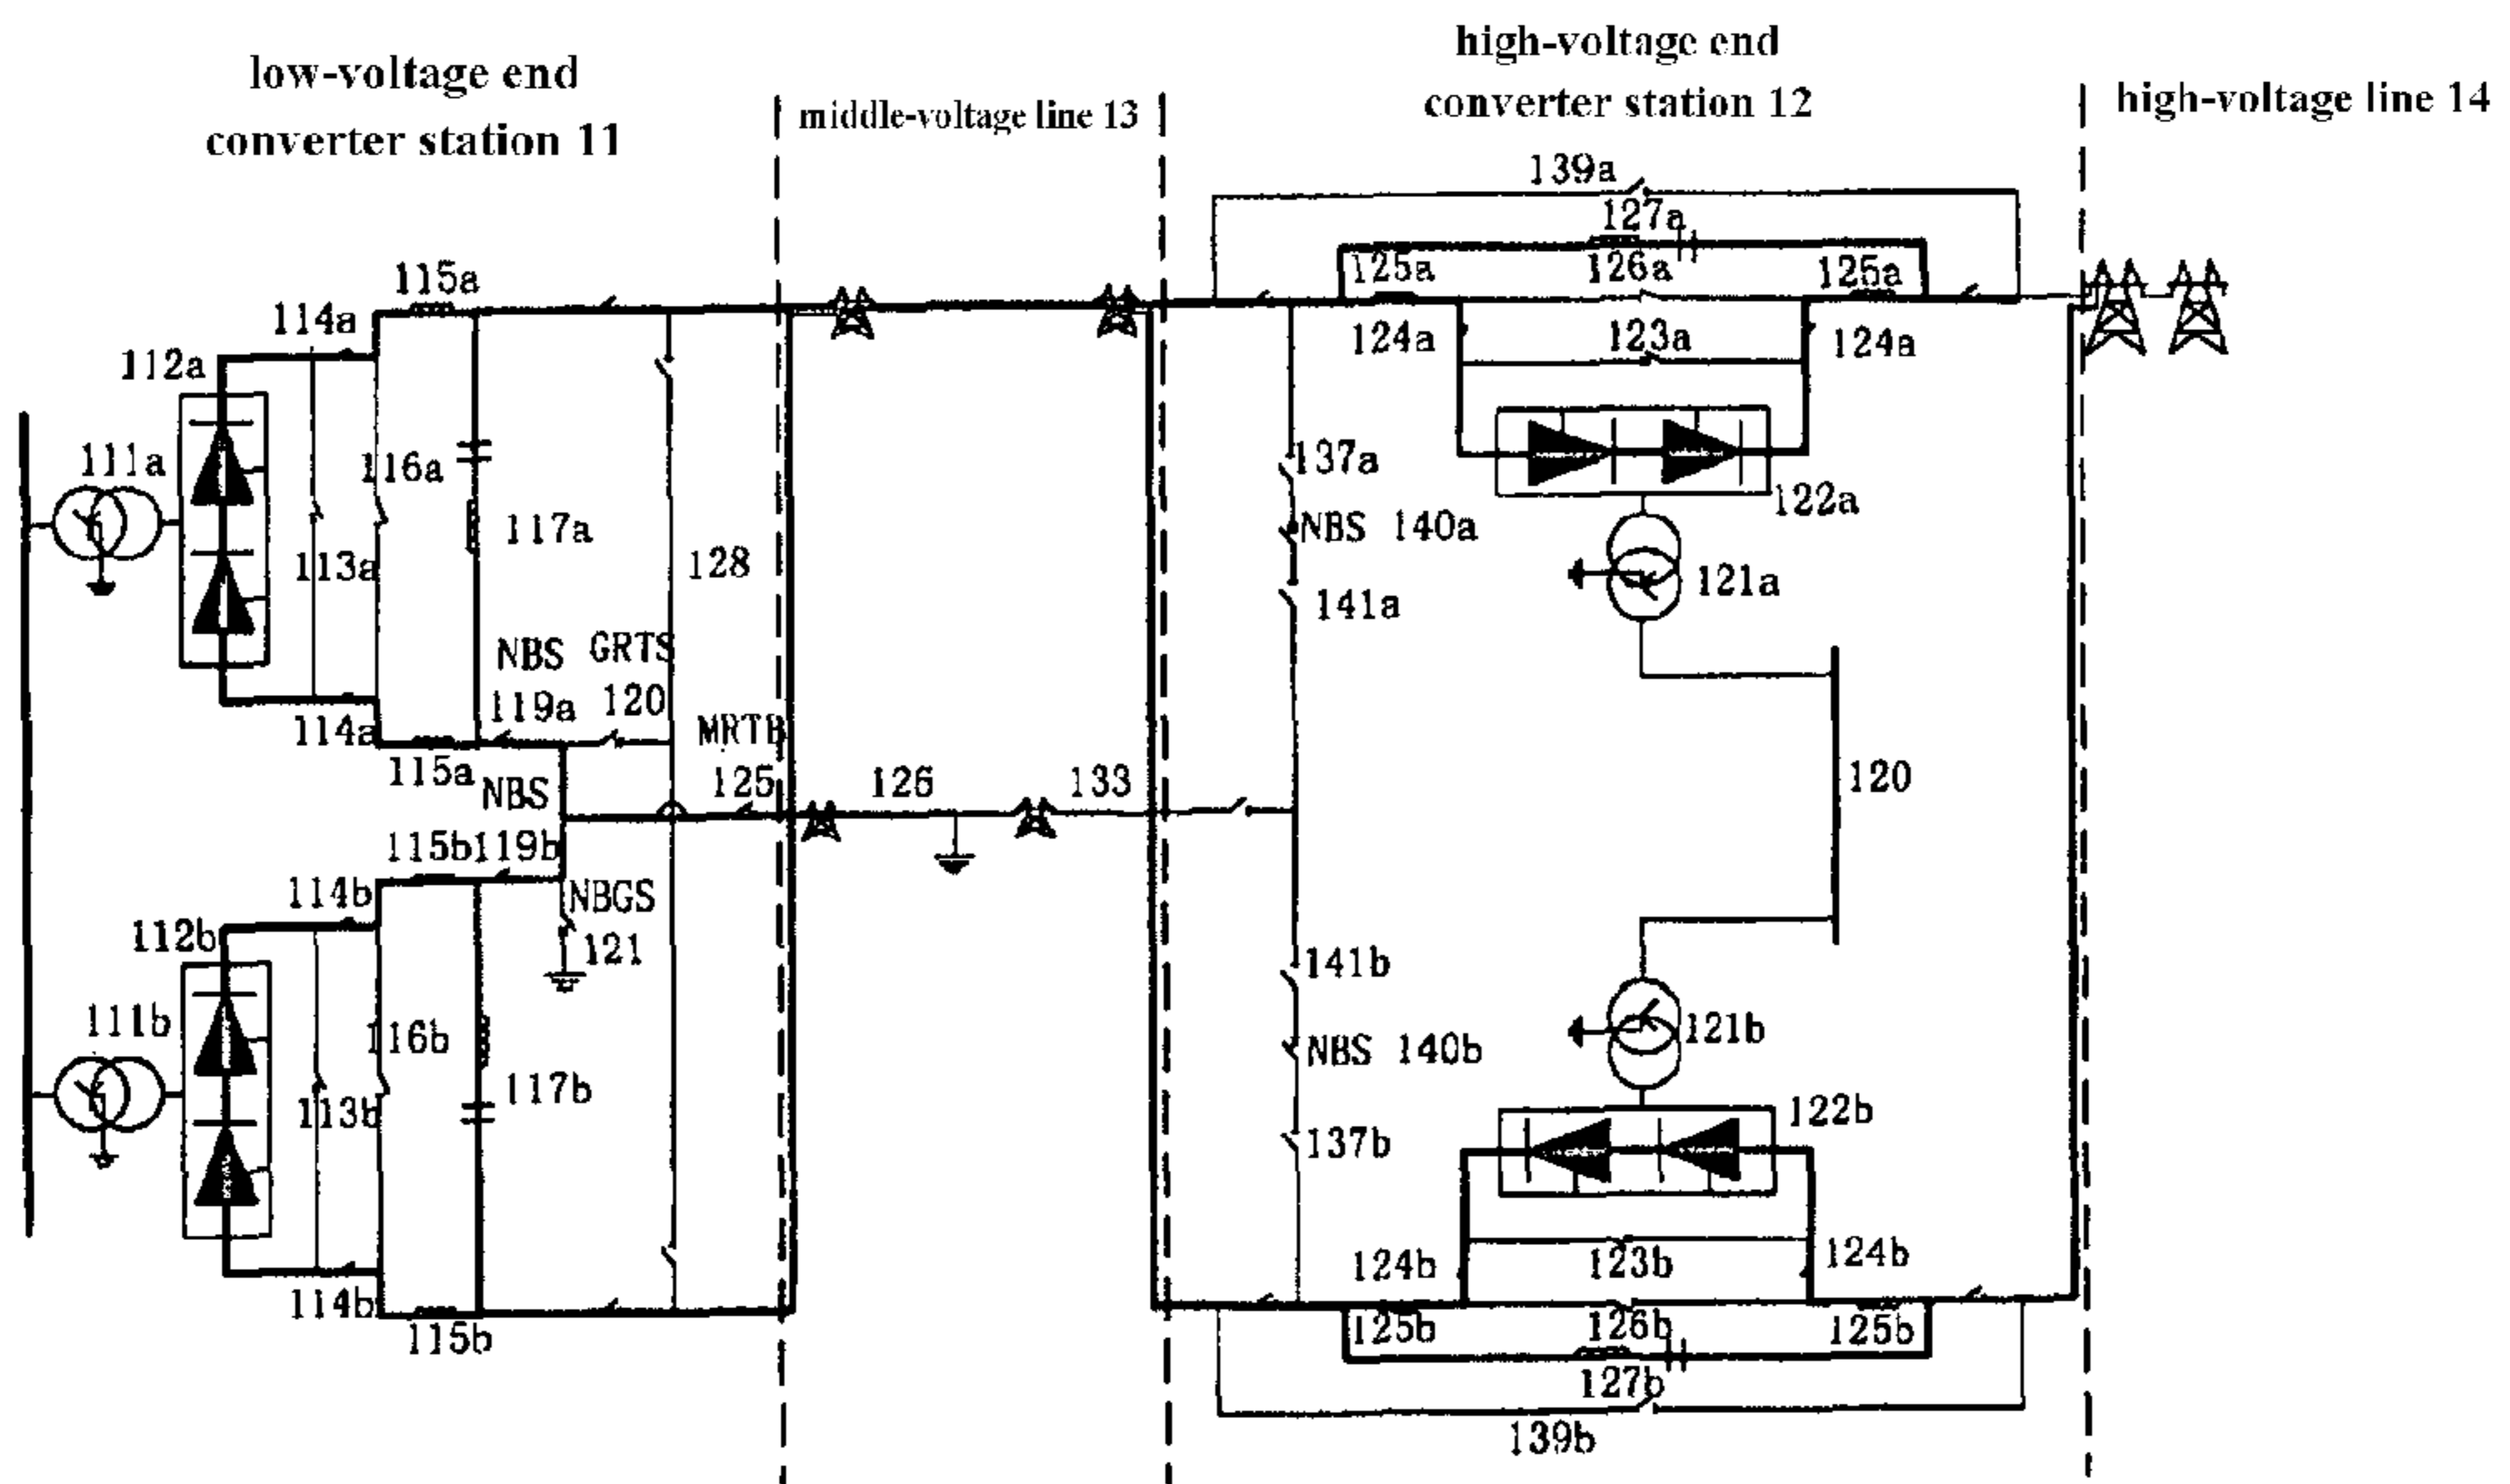 low-voltage end
converter station 11
middle-voltage line 13
high-voltage end
converter station 12
high-voltage line 14
139a
127a
115a
125a
126a
125a
114a
112a
124a
123a
124a
111a
116a
137a
122a
117a
NBS 140a
113a
128
121a
141a
NBS
GRTS
119a
120
114a
MRTB
115a
NBS
125
126
133
120
115b
119b
114b
NBGS
112b
121
141b
111b
116b
NBS 140b
121b
117b
113b
137b
122b
124b
123b
124b
114b
115b
125b
126b
125b
127b
139b